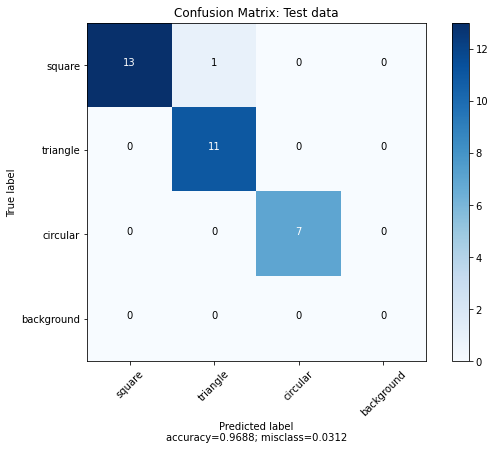 Confusion Matrix: Test data
square 13 1 0 0
triangle 0 11 0 0
circular 0 0 7 0
background 0 0 0 0
True label
square triangle circular background
Predicted label
accuracy=0.9688; misclass=0.0312
12
10
8
6
4
2
0